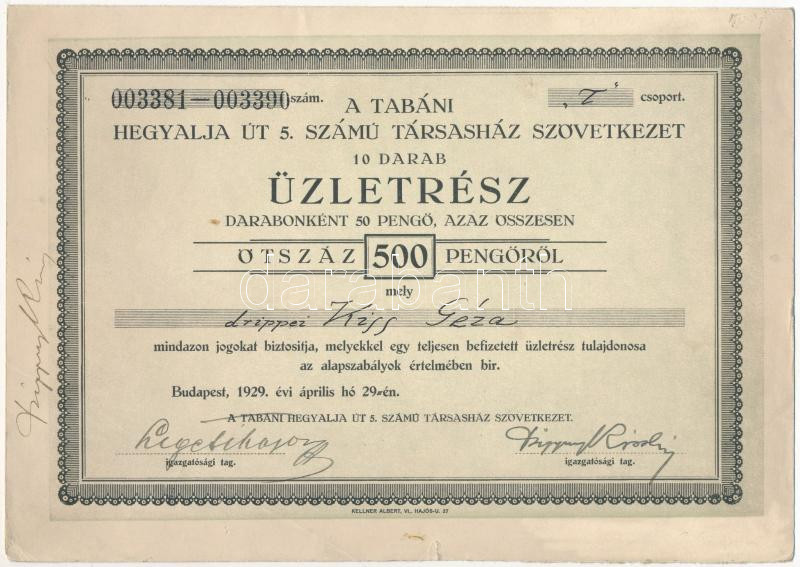 003381—003390 szám. „T“ csoport.
A TABÁNI
HEGYALJA ÚT 5. SZÁMÚ TÁRSASHÁZ SZÖVETKEZET
10 DARAB
ÜZLETRÉSZ
DARABONKÉNT 50 PENGŐ, AZAZ ÖSSZESEN
ÖTSZÁZ 500 PENGŐRŐL
mely
Kiss Géza
mindazon jogokat biztosítja, melyekkel egy teljesen befizetett üzletrész tulajdonosa
az alapszabályok értelmében bir.
Budapest, 1929. évi április hó 29-én.
A TABÁNI HEGYALJA ÚT 5. SZÁMÚ TÁRSASHÁZ SZÖVETKEZET.
igazgatósági tag. igazgatósági tag.
KELLNER ALBERT, VI., HAJÓS-U. 37
darabanth